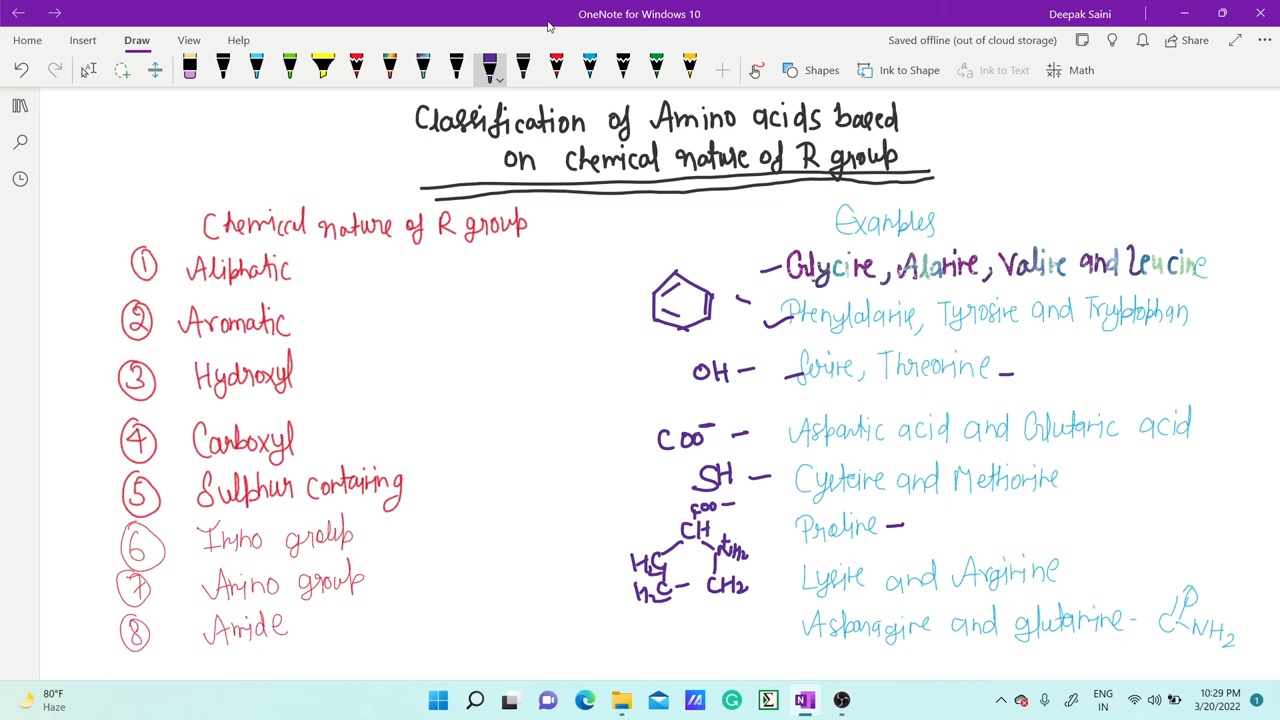 OneNote for Windows 10
Deepak Saini
Home Insert Draw View Help
Saved offline (out of cloud storage)
Share
Shapes
Ink to Shape
Ink to Text
Math
Classification of Amino acids based
on chemical nature of R group
Chemical nature of R group
Examples
1 Aliphatic
- Glycine, Alanine, Valine and Leucine
2 Aromatic
Phenylalanine, Tyrosine and Tryptophan
3 Hydroxyl
OH - Serine, Threonine -
4 Carboxyl
COO⁻ - Aspartic acid and Glutamic acid
5 Sulphur containing
SH - Cysteine and Methionine
COO⁻
6 Imino group
CH
Proline -
H₂C NH₂
7 Amino group
H₂C - CH₂
Lysine and Arginine
8 Amide
Asparagine and glutamine - C O NH₂
80°F
Haze
ENG
IN
10:29 PM
3/20/2022
1